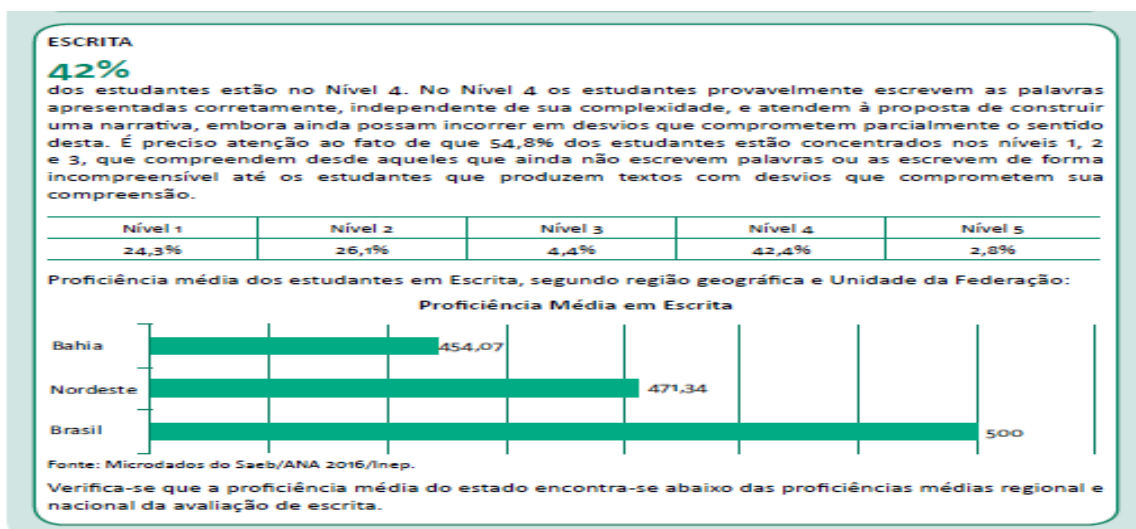 ESCRITA
42%
dos estudantes estão no Nível 4. No Nível 4 os estudantes provavelmente escrevem as palavras
apresentadas corretamente, independente de sua complexidade, e atendem à proposta de construir
uma narrativa, embora ainda possam incorrer em desvios que comprometem parcialmente o sentido
desta. É preciso atenção ao fato de que 54,8% dos estudantes estão concentrados nos níveis 1, 2
e 3, que compreendem desde aqueles que ainda não escrevem palavras ou as escrevem de forma
incompreensível até os estudantes que produzem textos com desvios que comprometem sua
compreensão.
Nível 1 Nível 2 Nível 3 Nível 4 Nível 5
24,3% 26,1% 4,4% 42,4% 2,8%
Proficiência média dos estudantes em Escrita, segundo região geográfica e Unidade da Federação:
Proficiência Média em Escrita
Bahia 454,07
Nordeste 471,34
Brasil 500
Fonte: Microdados do Saeb/ANA 2016/Inep.
Verifica-se que a proficiência média do estado encontra-se abaixo das proficiências médias regional e
nacional da avaliação de escrita.